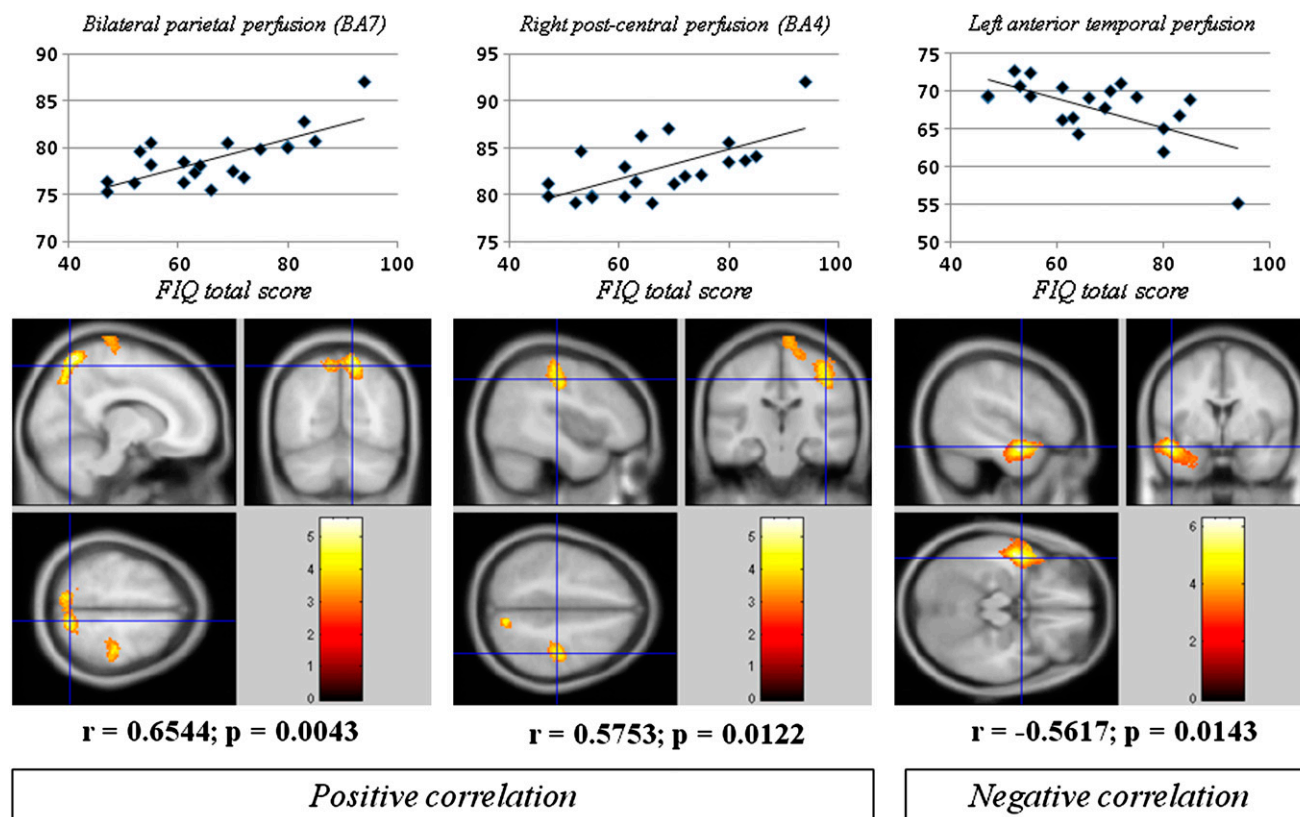 Bilateral parietal perfusion (BA7)
90
85
80
75
70
40 60 80 100
FIQ total score
Right post-central perfusion (BA4)
100
95
90
85
80
75
40 60 80 100
FIQ total score
Left anterior temporal perfusion
75
70
65
60
55
50
40 60 80 100
FIQ total score
5
4
3
2
1
0
5
4
3
2
1
0
6
4
2
0
r = 0.6544; p = 0.0043
r = 0.5753; p = 0.0122
r = -0.5617; p = 0.0143
Positive correlation
Negative correlation